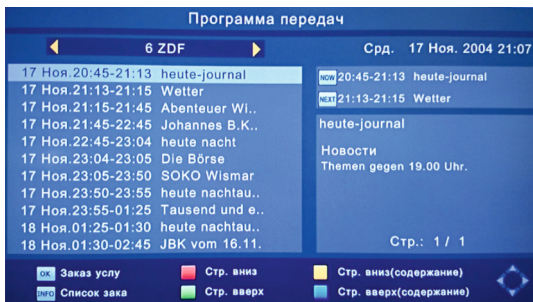 Программа передач
6 ZDF
Срд. 17 Ноя. 2004 21:07
17 Ноя.20:45-21:13 heute-journal
17 Ноя.21:13-21:15 Wetter
17 Ноя.21:15-21:45 Abenteuer Wi..
17 Ноя.21:45-22:45 Johannes B.K..
17 Ноя.22:45-23:04 heute nacht
17 Ноя.23:04-23:05 Die Börse
17 Ноя.23:05-23:50 SOKO Wismar
17 Ноя.23:50-23:55 heute nachtau..
17 Ноя.23:55-01:25 Tausend und e..
18 Ноя.01:25-01:30 heute nachtau..
18 Ноя.01:30-02:45 JBK vom 16.11.
NOW 20:45-21:13 heute-journal
NEXT 21:13-21:15 Wetter
heute-journal
Новости
Themen gegen 19.00 Uhr.
Стр.: 1 / 1
OK Заказ услу
Стр. вниз
Стр. вниз(содержание)
INFO Список зака
Стр. вверх
Стр. вверх(содержание)